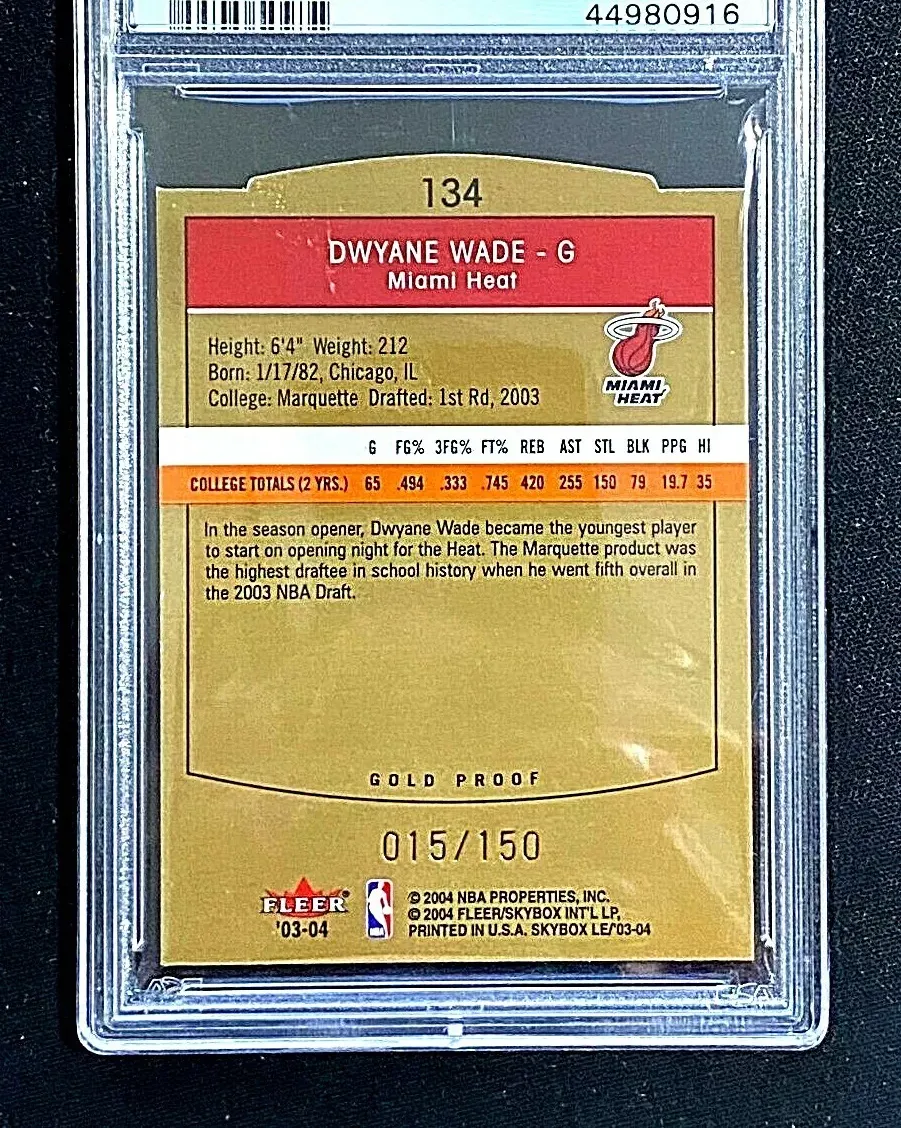 44980916
134
DWYANE WADE - G
Miami Heat
Height: 6'4" Weight: 212
Born: 1/17/82, Chicago, IL
College: Marquette Drafted: 1st Rd, 2003
MIAMI
HEAT
G FG% 3FG% FT% REB AST STL BLK PPG HI
COLLEGE TOTALS (2 YRS.) 65 .494 .333 .745 420 255 150 79 19.7 35
In the season opener, Dwyane Wade became the youngest player
to start on opening night for the Heat. The Marquette product was
the highest draftee in school history when he went fifth overall in
the 2003 NBA Draft.
GOLD PROOF
015/150
FLEER
'03-04
NBA
© 2004 NBA PROPERTIES, INC.
© 2004 FLEER/SKYBOX INT'L LP,
PRINTED IN U.S.A. SKYBOX LE/'03-04